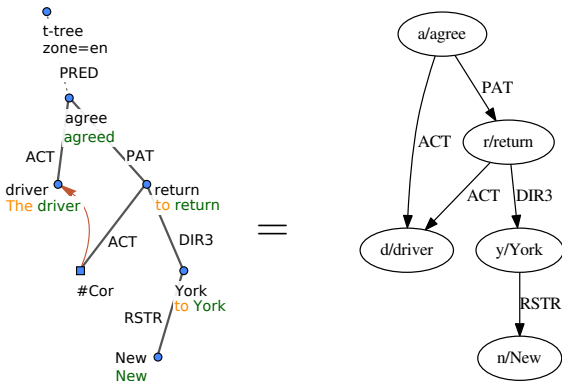 t-tree
zone=en
PRED
agree
agreed
ACT
PAT
driver
The driver
return
to return
ACT
DIR3
#Cor
York
to York
RSTR
New
New
=
a/agree
PAT
ACT
r/return
ACT
DIR3
d/driver
y/York
RSTR
n/New